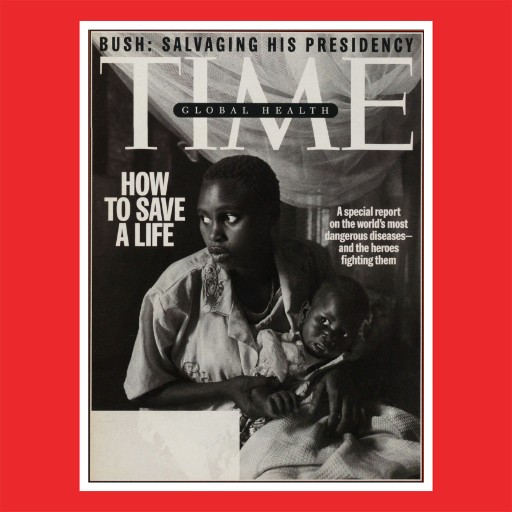 BUSH: SALVAGING HIS PRESIDENCY
TIME
GLOBAL HEALTH
HOW
TO SAVE
A LIFE
A special report
on the world's most
dangerous diseases—
and the heroes
fighting them